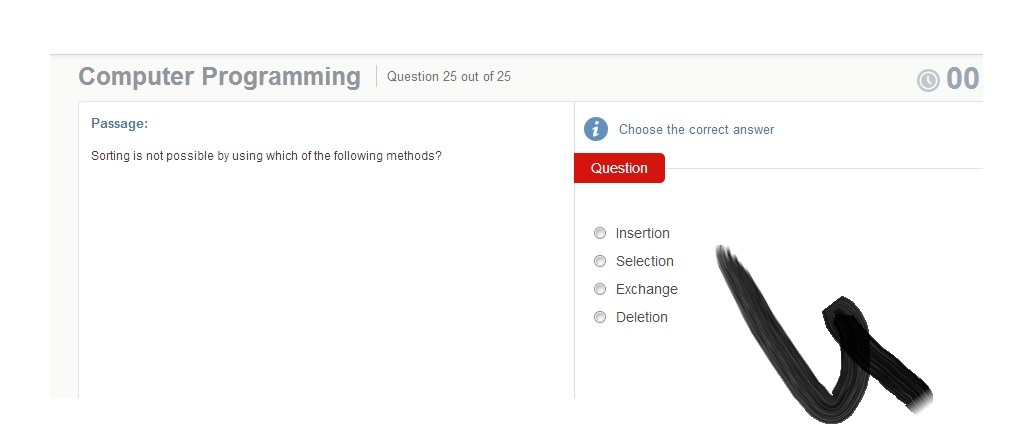 Computer Programming Question 25 out of 25 00
Passage:
Sorting is not possible by using which of the following methods?
Choose the correct answer
Question
Insertion
Selection
Exchange
Deletion